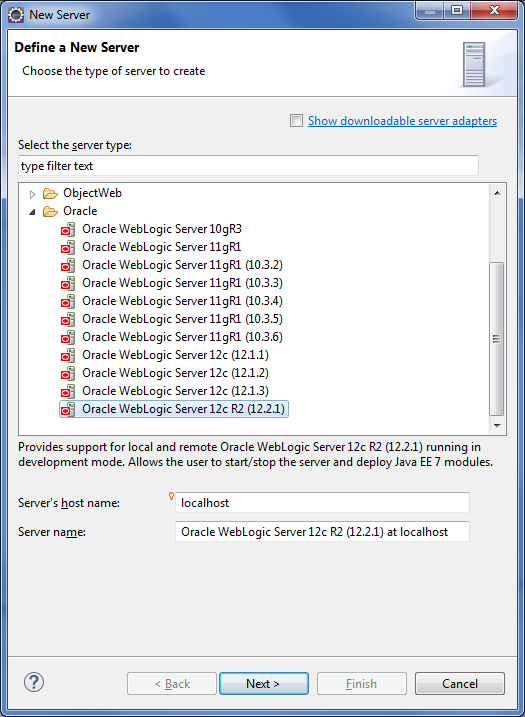 New Server
Define a New Server
Choose the type of server to create
Show downloadable server adapters
Select the server type:
type filter text
ObjectWeb
Oracle
Oracle WebLogic Server 10gR3
Oracle WebLogic Server 11gR1
Oracle WebLogic Server 11gR1 (10.3.2)
Oracle WebLogic Server 11gR1 (10.3.3)
Oracle WebLogic Server 11gR1 (10.3.4)
Oracle WebLogic Server 11gR1 (10.3.5)
Oracle WebLogic Server 11gR1 (10.3.6)
Oracle WebLogic Server 12c (12.1.1)
Oracle WebLogic Server 12c (12.1.2)
Oracle WebLogic Server 12c (12.1.3)
Oracle WebLogic Server 12c R2 (12.2.1)
Provides support for local and remote Oracle WebLogic Server 12c R2 (12.2.1) running in
development mode. Allows the user to start/stop the server and deploy Java EE 7 modules.
Server's host name: localhost
Server name: Oracle WebLogic Server 12c R2 (12.2.1) at localhost
? < Back Next > Finish Cancel